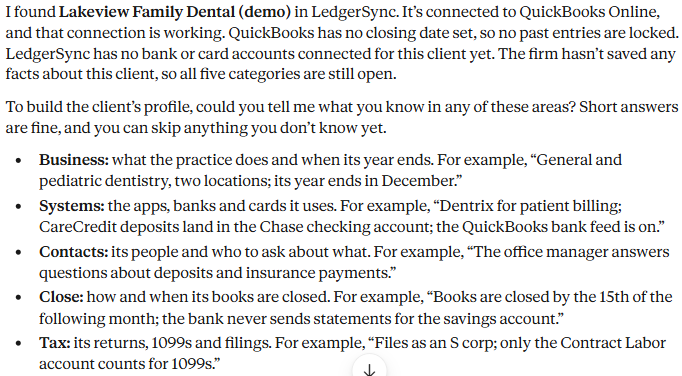 I found Lakeview Family Dental (demo) in LedgerSync. It’s connected to QuickBooks Online,
and that connection is working. QuickBooks has no closing date set, so no past entries are locked.
LedgerSync has no bank or card accounts connected for this client yet. The firm hasn’t saved any
facts about this client, so all five categories are still open.
To build the client’s profile, could you tell me what you know in any of these areas? Short answers
are fine, and you can skip anything you don’t know yet.
• Business: what the practice does and when its year ends. For example, “General and
pediatric dentistry, two locations; its year ends in December.”
• Systems: the apps, banks and cards it uses. For example, “Dentrix for patient billing;
CareCredit deposits land in the Chase checking account; the QuickBooks bank feed is on.”
• Contacts: its people and who to ask about what. For example, “The office manager answers
questions about deposits and insurance payments.”
• Close: how and when its books are closed. For example, “Books are closed by the 15th of the
following month; the bank never sends statements for the savings account.”
• Tax: its returns, 1099s and filings. For example, “Files as an S corp; only the Contract Labor
account counts for 1099s.”